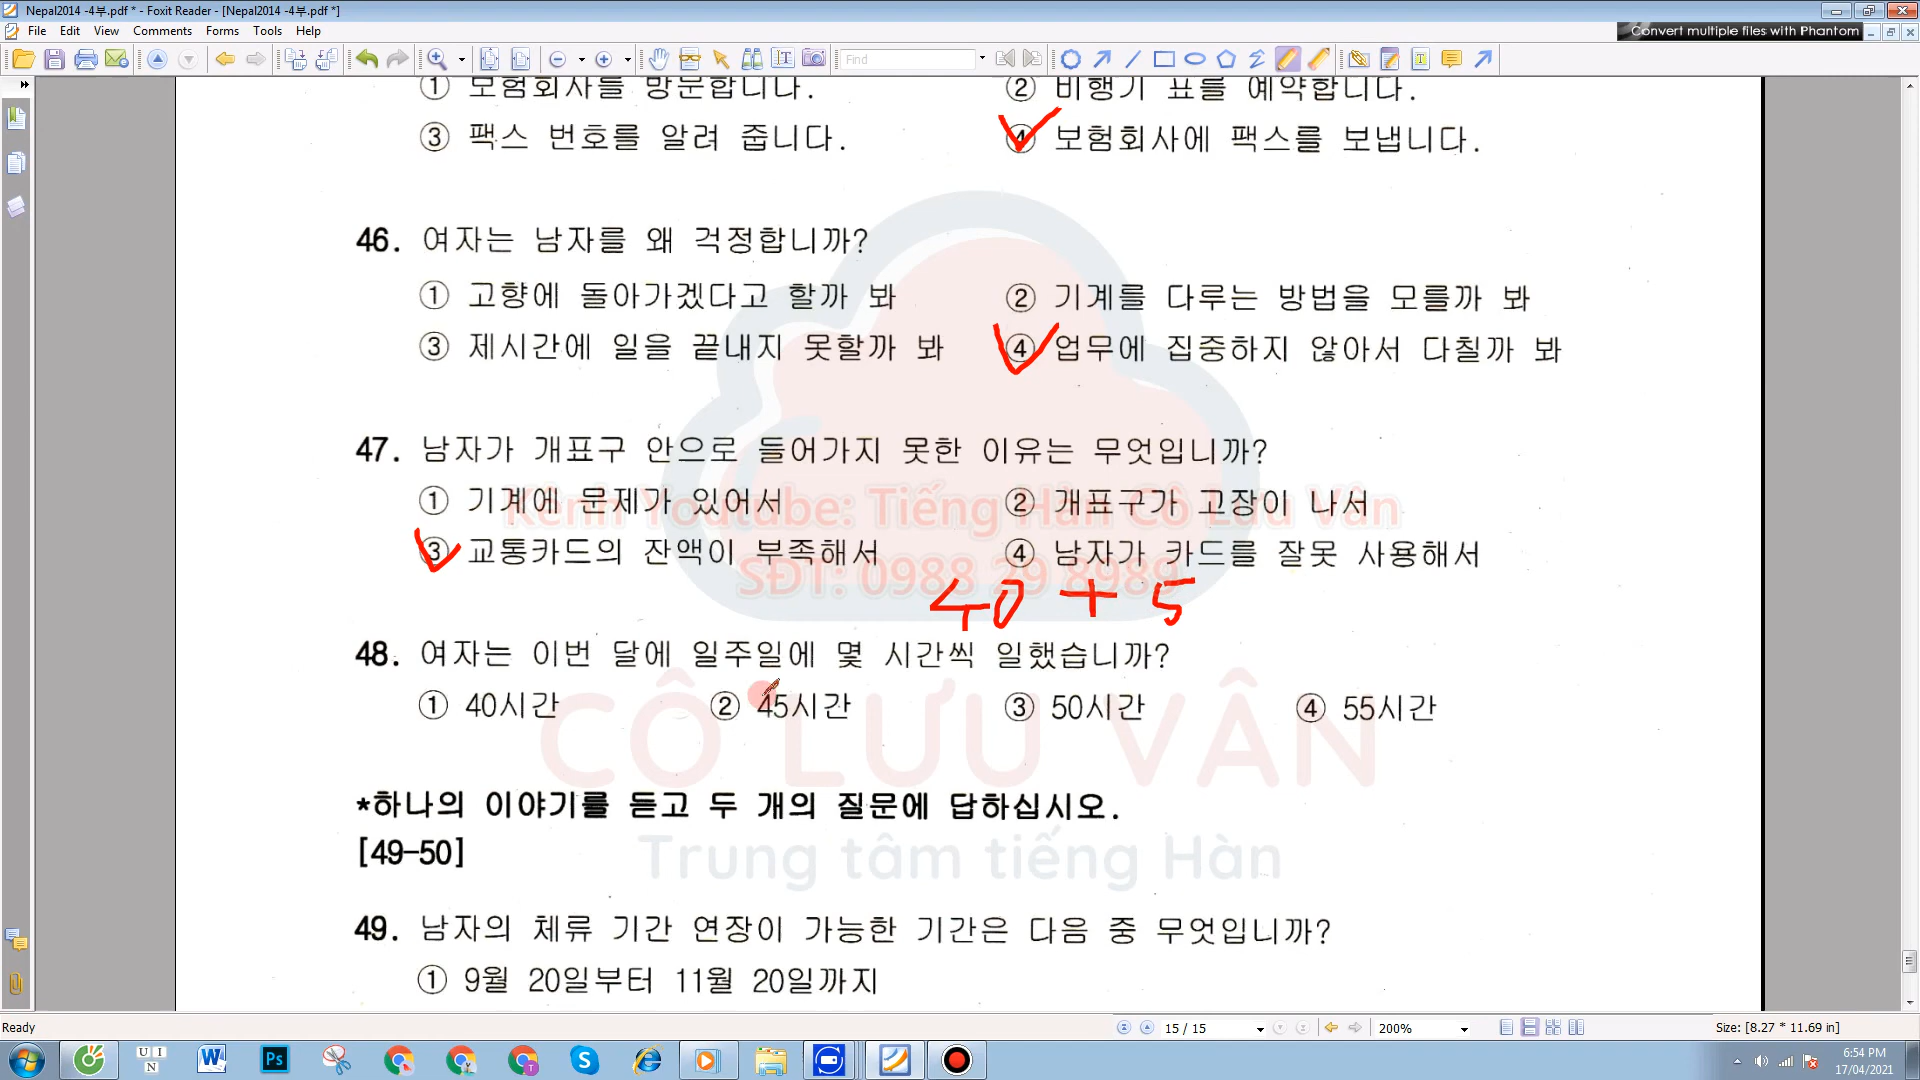 Nepal2014 -4부.pdf * - Foxit Reader - [Nepal2014 -4부.pdf *]
File Edit View Comments Forms Tools Help
Convert multiple files with Phantom
Find
① 보험회사를 방문합니다. ② 비행기 표를 예약합니다.
③ 팩스 번호를 알려 줍니다. ④ 보험회사에 팩스를 보냅니다.
46. 여자는 남자를 왜 걱정합니까?
① 고향에 돌아가겠다고 할까 봐 ② 기계를 다루는 방법을 모를까 봐
③ 제시간에 일을 끝내지 못할까 봐 ④ 업무에 집중하지 않아서 다칠까 봐
47. 남자가 개표구 안으로 들어가지 못한 이유는 무엇입니까?
① 기계에 문제가 있어서 ② 개표구가 고장이 나서
Kênh Youtube: Tiếng Hàn Cô Lưu Vân
③ 교통카드의 잔액이 부족해서 ④ 남자가 카드를 잘못 사용해서
SĐT: 0988 29 8989
40 + 5
48. 여자는 이번 달에 일주일에 몇 시간씩 일했습니까?
① 40시간 ② 45시간 ③ 50시간 ④ 55시간
CÔ LƯU VÂN
*하나의 이야기를 듣고 두 개의 질문에 답하십시오.
[49-50]
Trung tâm tiếng Hàn
49. 남자의 체류 기간 연장이 가능한 기간은 다음 중 무엇입니까?
① 9월 20일부터 11월 20일까지
Ready 15 / 15 200% Size: [8.27 * 11.69 in]
UI
N
W
Ps
6:54 PM
17/04/2021